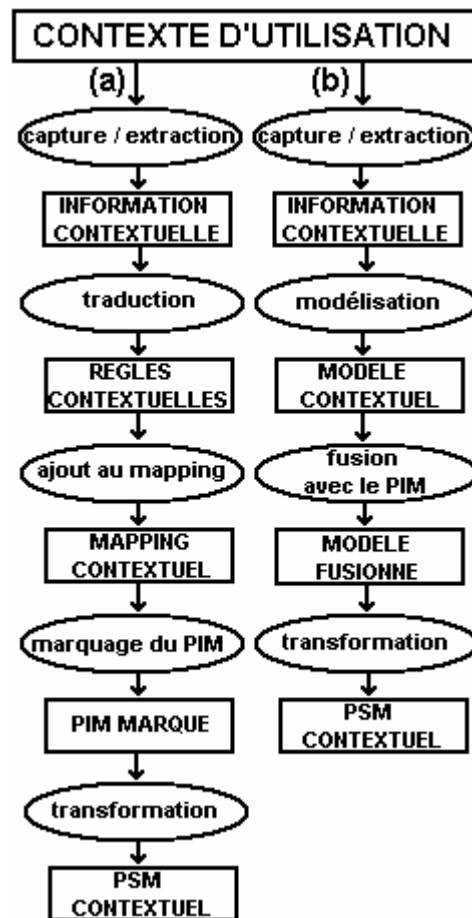 CONTEXTE D'UTILISATION
(a)
capture / extraction
INFORMATION
CONTEXTUELLE
traduction
REGLES
CONTEXTUELLES
ajout au mapping
MAPPING
CONTEXTUEL
marquage du PIM
PIM MARQUE
transformation
PSM
CONTEXTUEL
(b)
capture / extraction
INFORMATION
CONTEXTUELLE
modélisation
MODELE
CONTEXTUEL
fusion
avec le PIM
MODELE
FUSIONNE
transformation
PSM
CONTEXTUEL